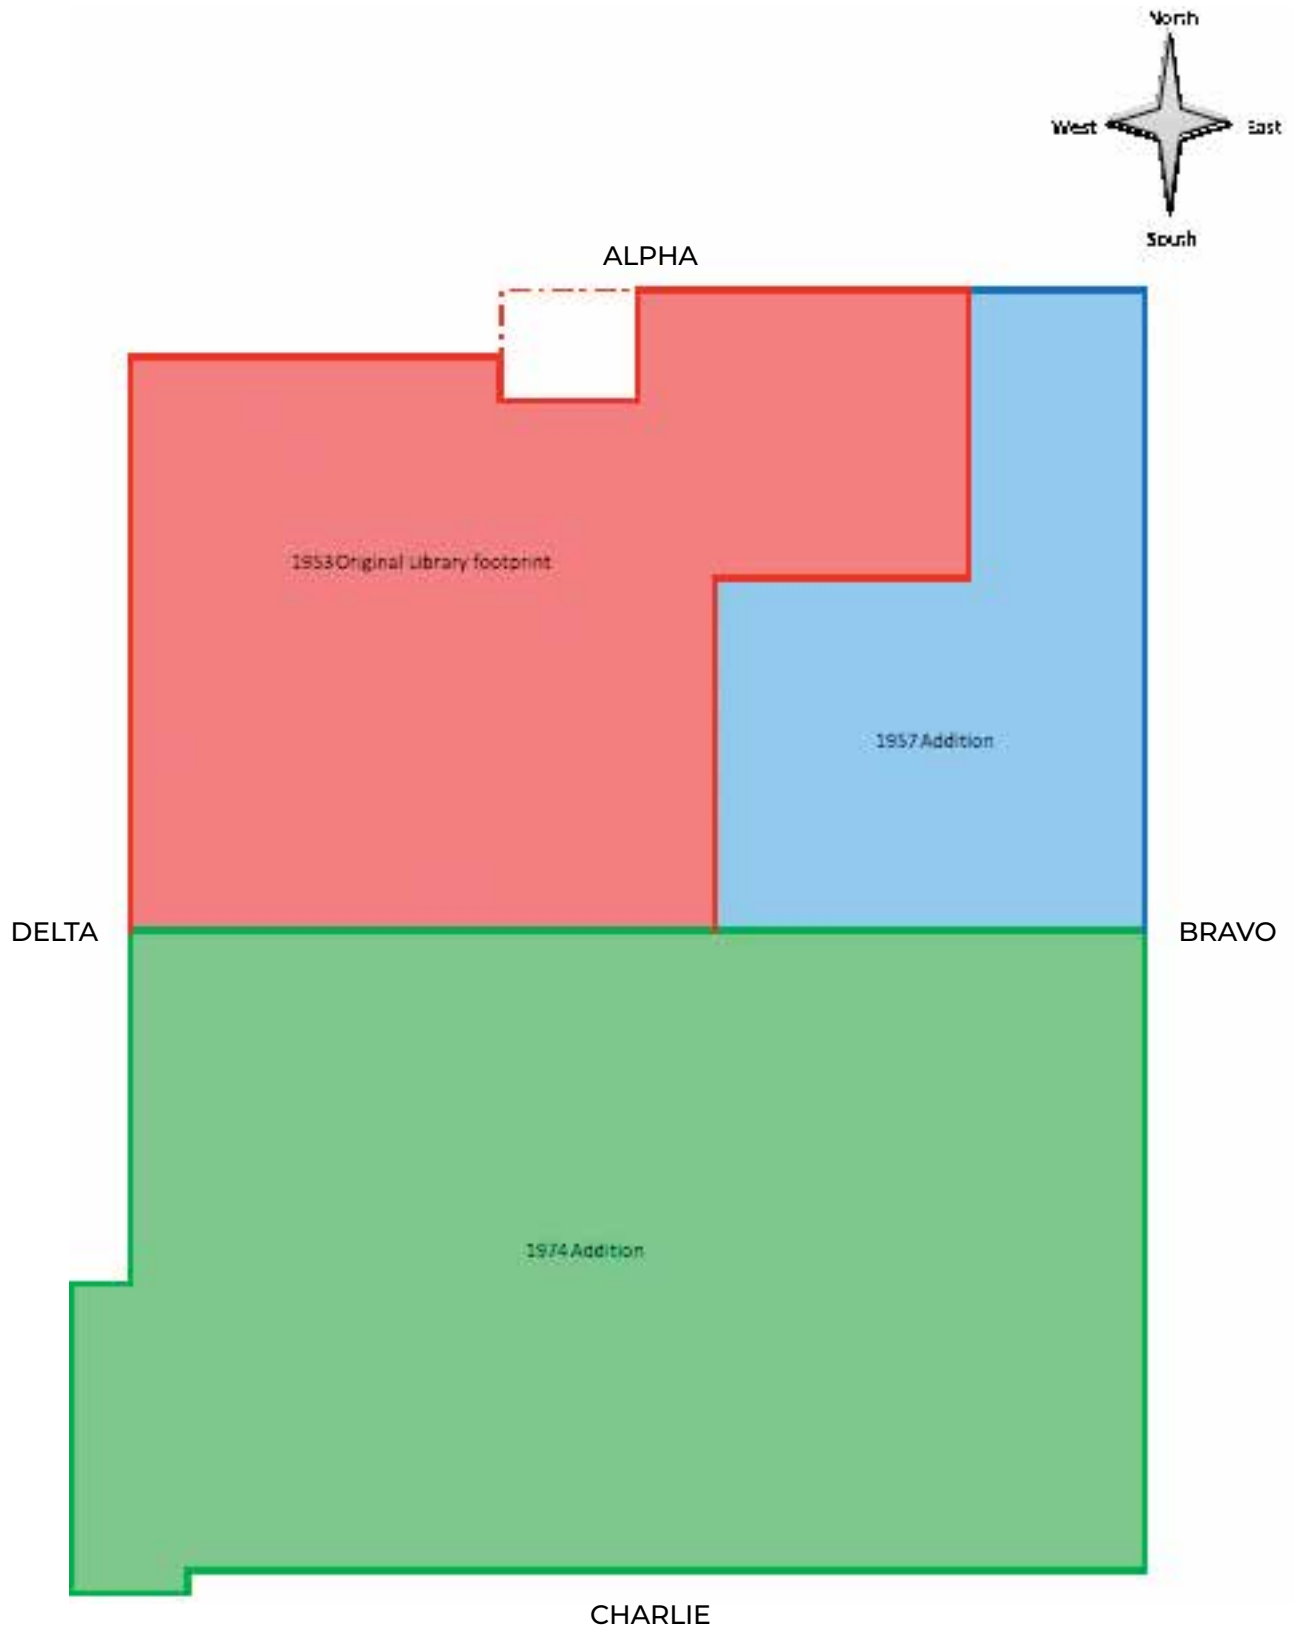 North
West
East
South
ALPHA
1953 Original Library footprint
1957 Addition
DELTA
BRAVO
1974 Addition
CHARLIE